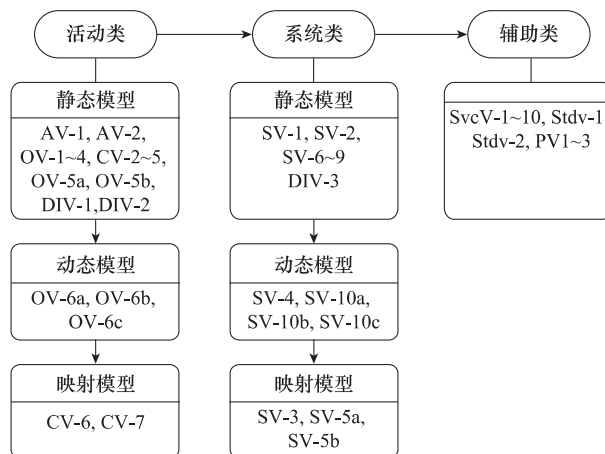 活动类
系统类
辅助类
静态模型
AV-1, AV-2,
OV-1~4, CV-2~5,
OV-5a, OV-5b,
DIV-1,DIV-2
静态模型
SV-1, SV-2,
SV-6~9
DIV-3
SvcV-1~10, Stdv-1
Stdv-2, PV1~3
动态模型
OV-6a, OV-6b,
OV-6c
动态模型
SV-4, SV-10a,
SV-10b, SV-10c
映射模型
CV-6, CV-7
映射模型
SV-3, SV-5a,
SV-5b